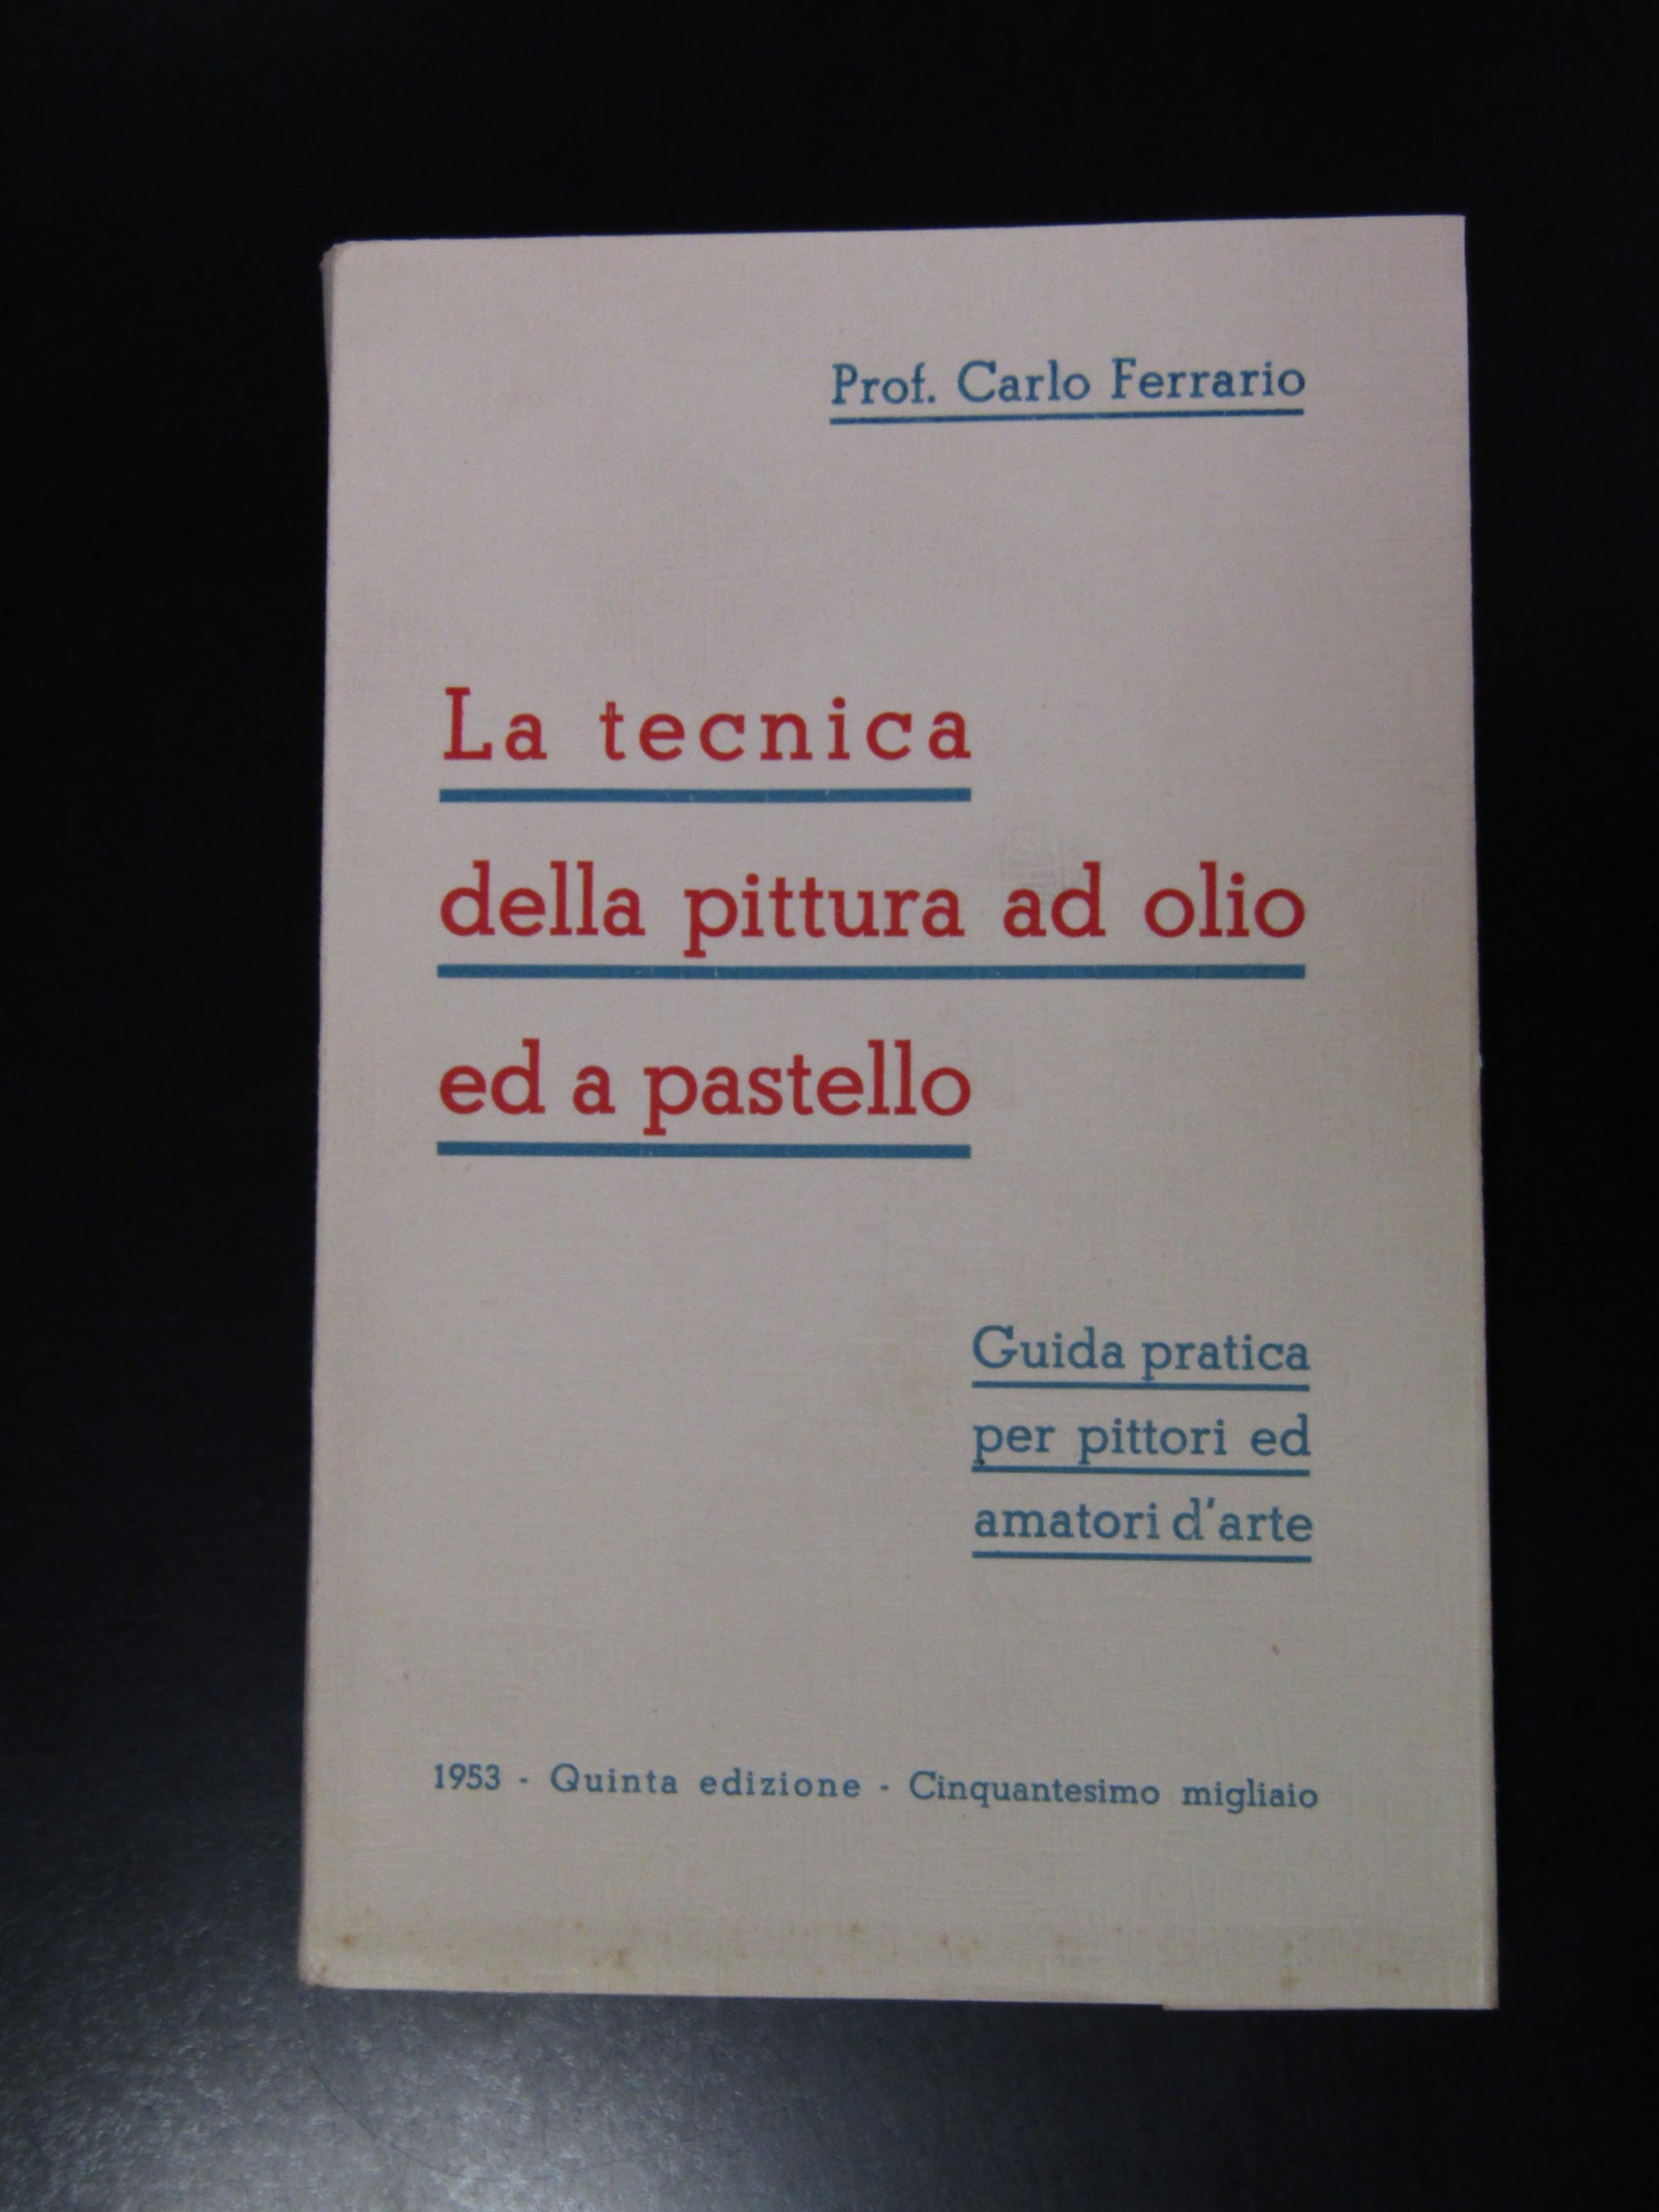 Prof. Carlo Ferrario
La tecnica
della pittura ad olio
ed a pastello
Guida pratica
per pittori ed
amatori d'arte
1953 - Quinta edizione - Cinquantesimo migliaio